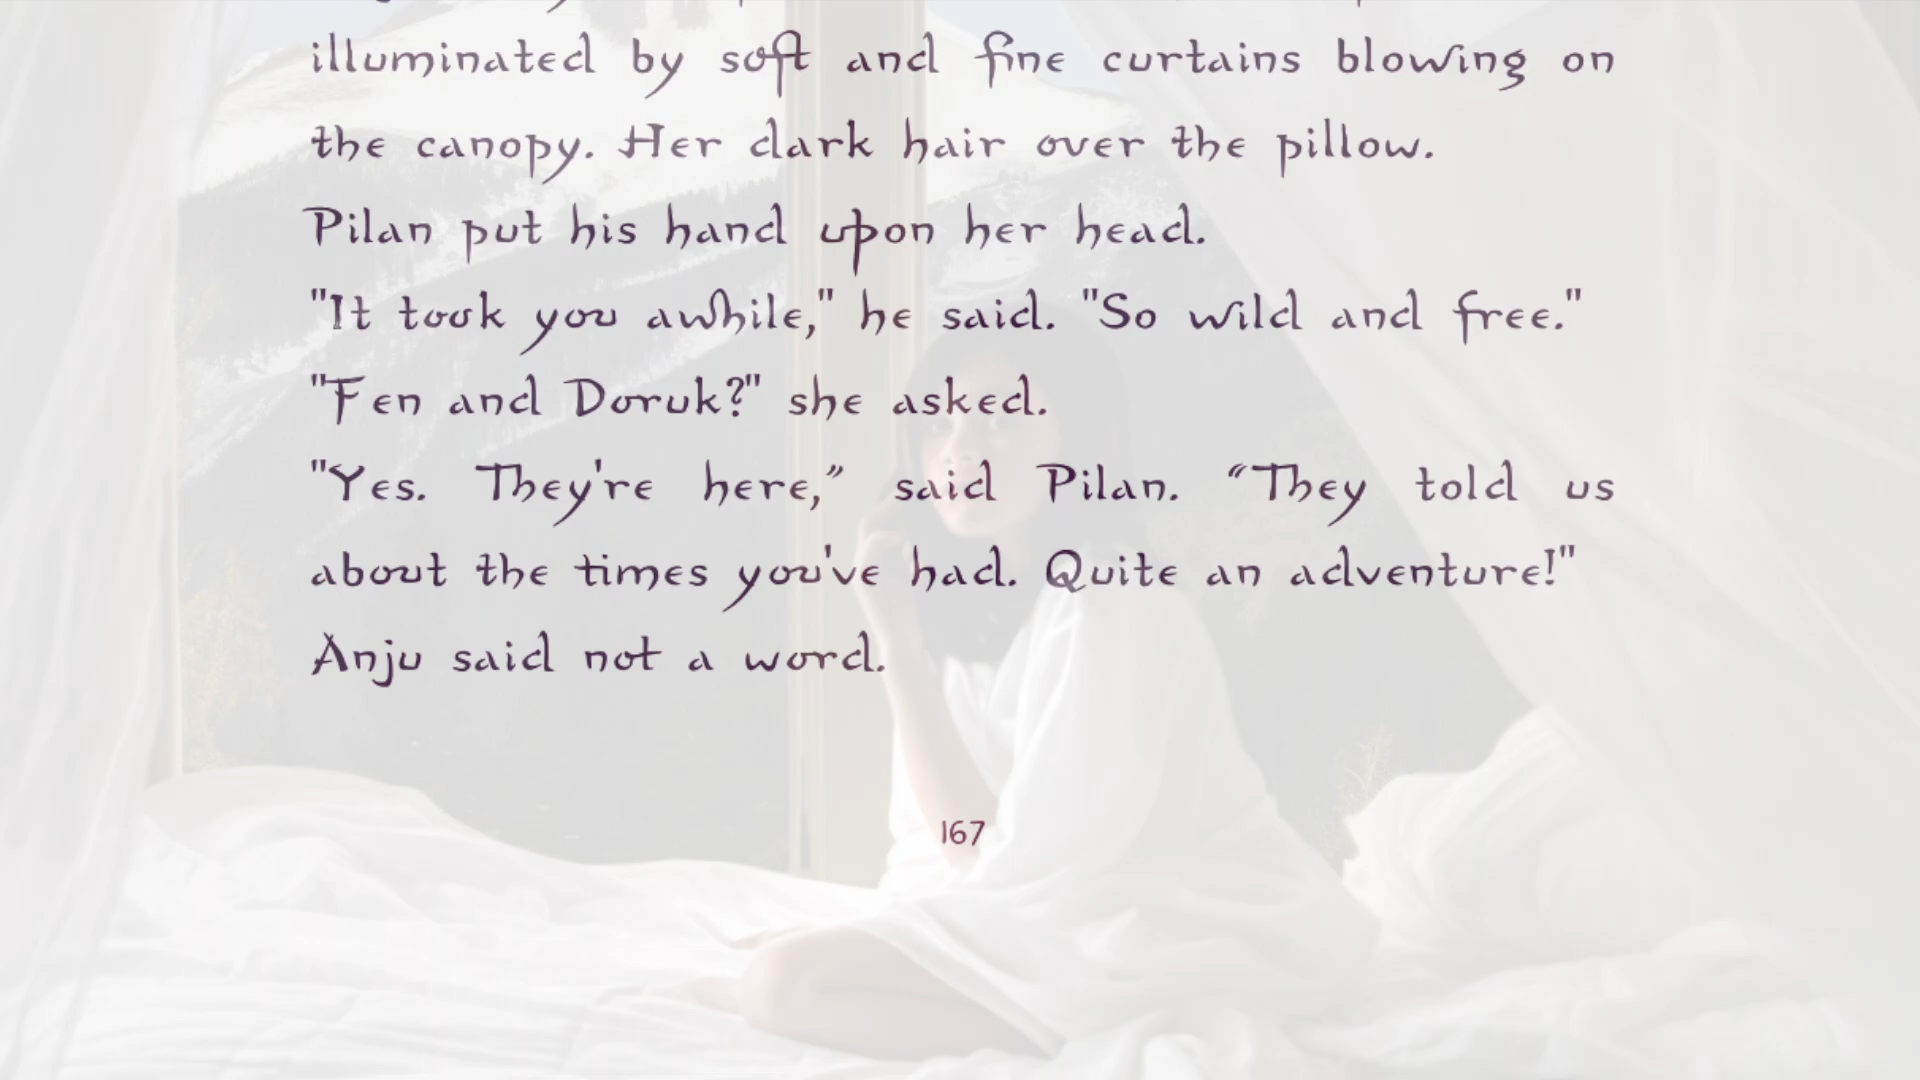 illuminated by soft and fine curtains blowing on
the canopy. Her dark hair over the pillow.
Pilan put his hand upon her head.
"It took you awhile," he said. "So wild and free."
"Fen and Doruk?" she asked.
"Yes. They're here,” said Pilan. “They told us
about the times you've had. Quite an adventure!"
Anju said not a word.
167